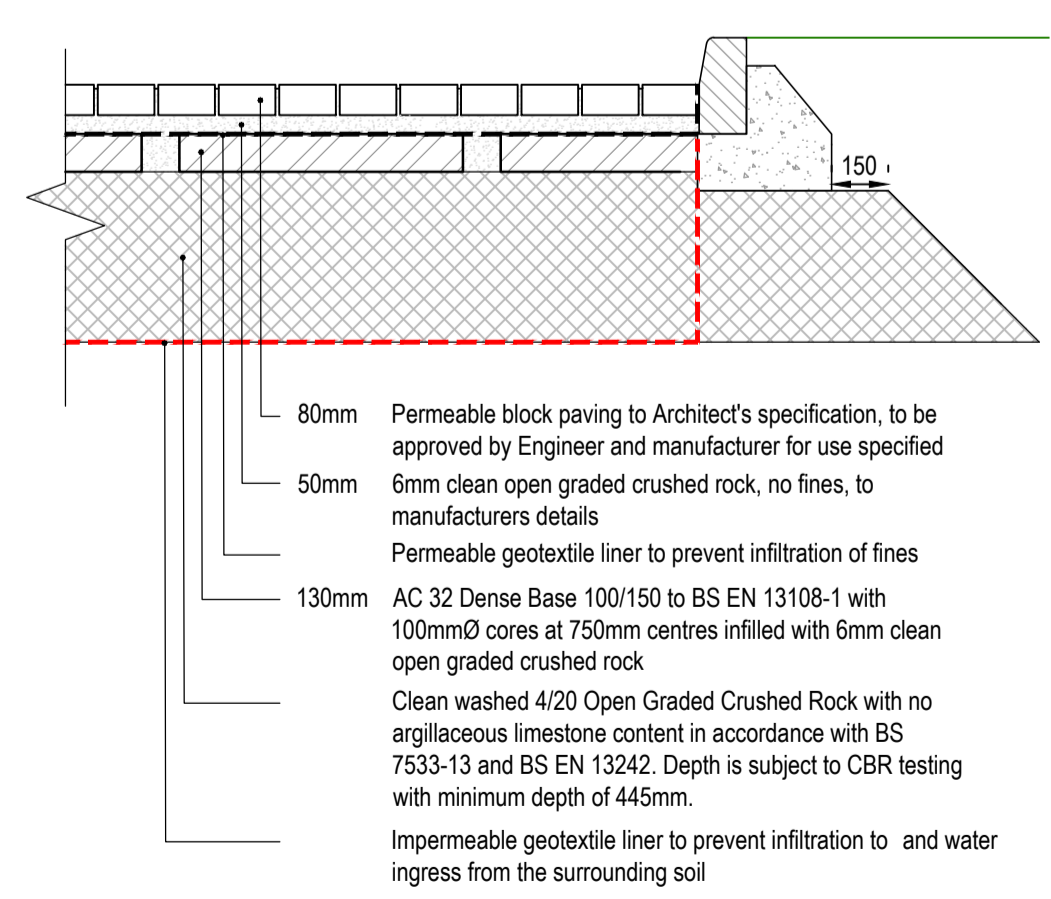 150
80mm Permeable block paving to Architect's specification, to be
approved by Engineer and manufacturer for use specified
50mm 6mm clean open graded crushed rock, no fines, to
manufacturers details
Permeable geotextile liner to prevent infiltration of fines
130mm AC 32 Dense Base 100/150 to BS EN 13108-1 with
100mmØ cores at 750mm centres infilled with 6mm clean
open graded crushed rock
Clean washed 4/20 Open Graded Crushed Rock with no
argillaceous limestone content in accordance with BS
7533-13 and BS EN 13242. Depth is subject to CBR testing
with minimum depth of 445mm.
Impermeable geotextile liner to prevent infiltration to and water
ingress from the surrounding soil